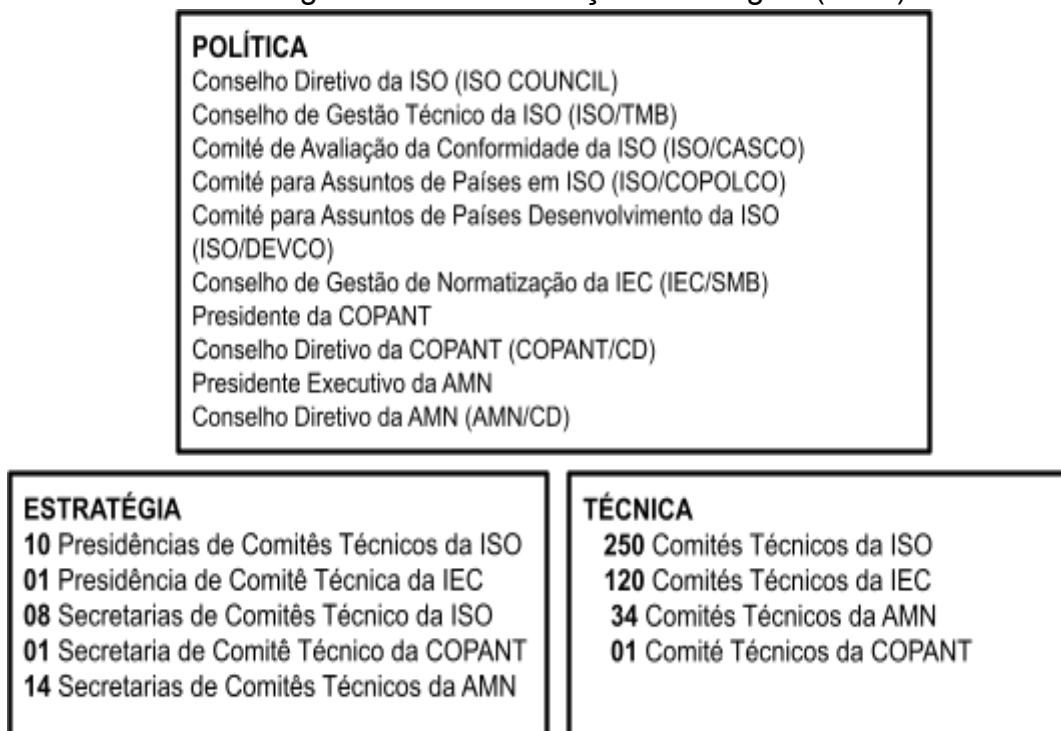 POLÍTICA
Conselho Diretivo da ISO (ISO COUNCIL)
Conselho de Gestão Técnico da ISO (ISO/TMB)
Comité de Avaliação da Conformidade da ISO (ISO/CASCO)
Comité para Assuntos de Países em ISO (ISO/COPOLCO)
Comité para Assuntos de Países Desenvolvimento da ISO
(ISO/DEVCO)
Conselho de Gestão de Normatização da IEC (IEC/SMB)
Presidente da COPANT
Conselho Diretivo da COPANT (COPANT/CD)
Presidente Executivo da AMN
Conselho Diretivo da AMN (AMN/CD)
ESTRATÉGIA
10 Presidências de Comitês Técnicos da ISO
01 Presidência de Comitê Técnica da IEC
08 Secretarias de Comitês Técnico da ISO
01 Secretaria de Comitê Técnico da COPANT
14 Secretarias de Comitês Técnicos da AMN
TÉCNICA
250 Comités Técnicos da ISO
120 Comités Técnicos da IEC
34 Comités Técnicos da AMN
01 Comité Técnicos da COPANT